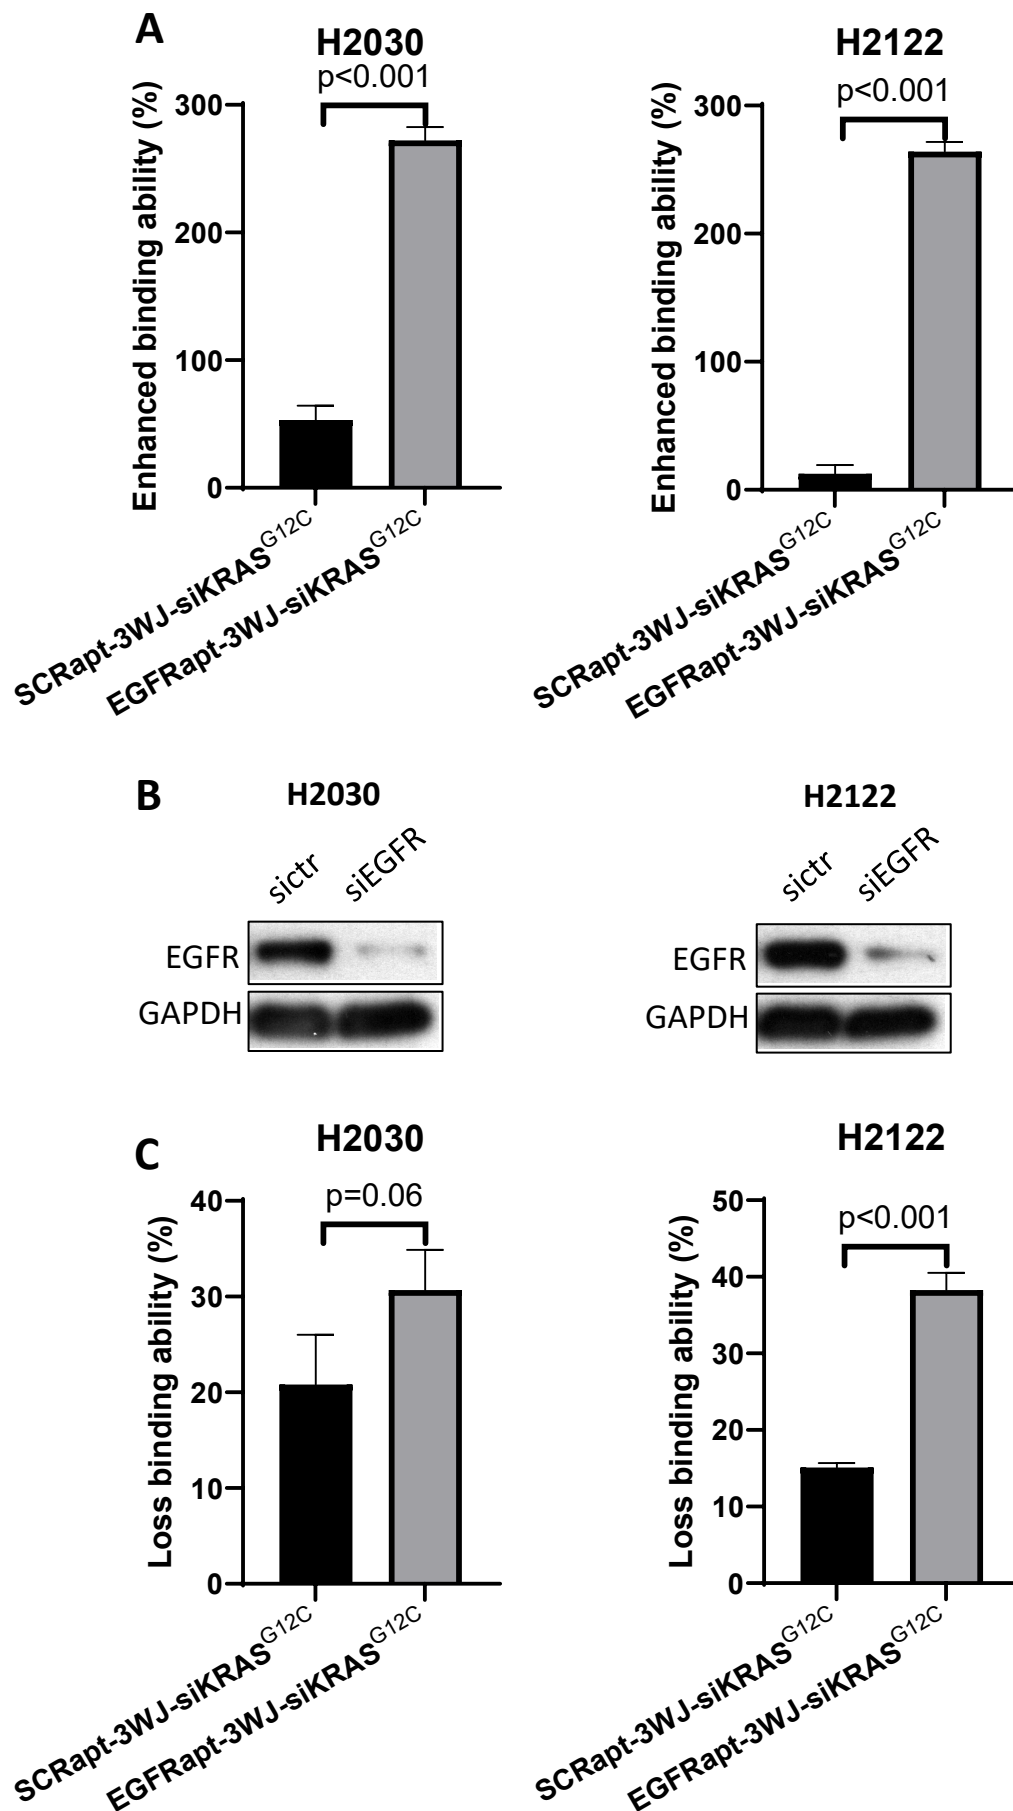 A
H2030
p<0.001
Enhanced binding ability (%)
300
200
100
0
SCRapt-3WJ-siKRAS^G12C
EGFRapt-3WJ-siKRAS^G12C
H2122
p<0.001
Enhanced binding ability (%)
300
200
100
0
SCRapt-3WJ-siKRAS^G12C
EGFRapt-3WJ-siKRAS^G12C
B
H2030
sictr
siEGFR
EGFR
GAPDH
H2122
sictr
siEGFR
EGFR
GAPDH
C
H2030
p=0.06
Loss binding ability (%)
40
30
20
10
0
SCRapt-3WJ-siKRAS^G12C
EGFRapt-3WJ-siKRAS^G12C
H2122
p<0.001
Loss binding ability (%)
50
40
30
20
10
0
SCRapt-3WJ-siKRAS^G12C
EGFRapt-3WJ-siKRAS^G12C